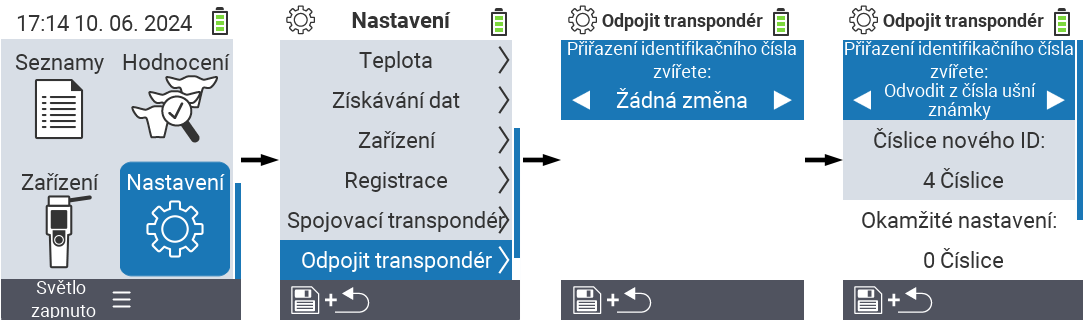 17:14 10. 06. 2024
Seznamy
Hodnocení
Zařízení
Nastavení
Světlo
zapnuto
Nastavení
Teplota
Získávání dat
Zařízení
Registrace
Spojovací transpondér
Odpojit transpondér
+
Odpojit transpondér
Přiřazení identifikačního čísla
zvířete:
Žádná změna
+
Odpojit transpondér
Přiřazení identifikačního čísla
zvířete:
Odvodit z čísla ušní
známky
Číslice nového ID:
4 Číslice
Okamžité nastavení:
0 Číslice
+